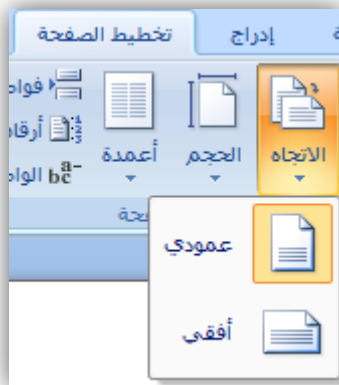 إدراج تخطيط الصفحة
الاتجاه
الحجم
أعمدة
عمودي
أفقي